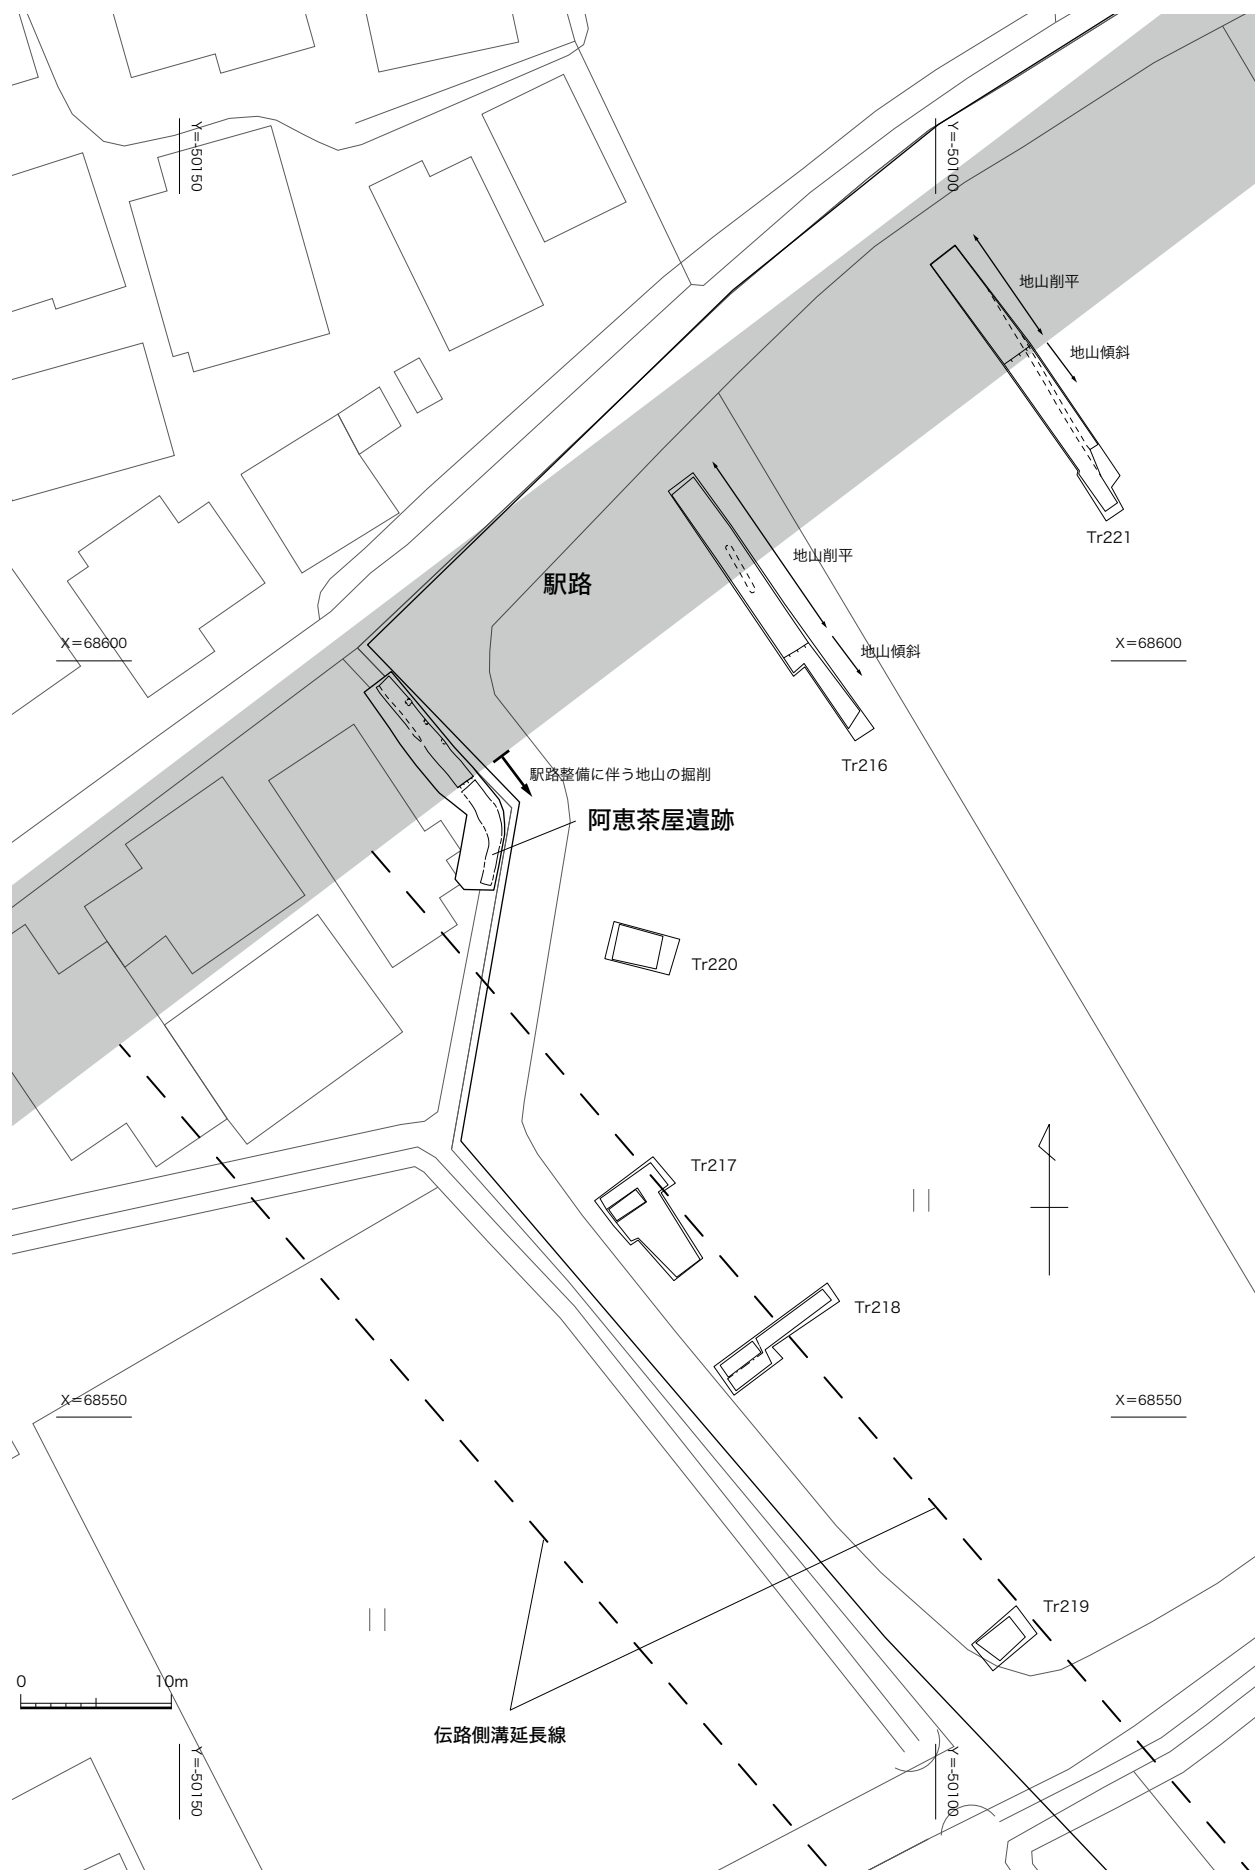 Y=-50150
Y=-50100
地山削平
地山傾斜
Tr221
地山削平
駅路
X=68600
X=68600
地山傾斜
Tr216
駅路整備に伴う地山の掘削
阿恵茶屋遺跡
Tr220
Tr217
Tr218
X=68550
X=68550
Tr219
0 10m
伝路側溝延長線
Y=-50150
Y=-50100